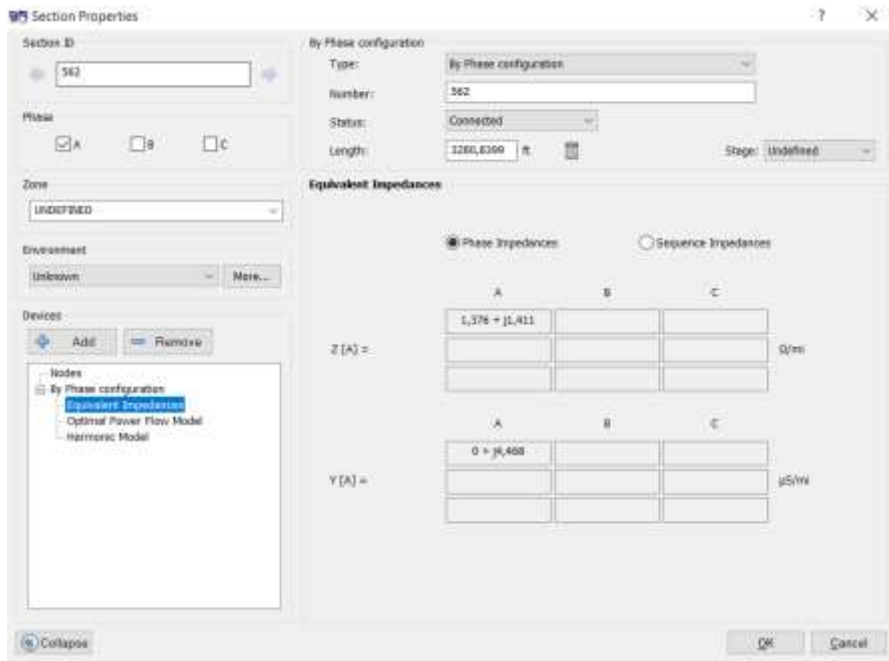 Section Properties
? ×
Section ID
562
Phase
A B C
Zone
UNDEFINED
Environment
Unknown More...
Devices
Add Remove
Nodes
By Phase configuration
Equivalent Impedances
Optimal Power Flow Model
Harmonic Model
Collapse
By Phase configuration
Type: By Phase configuration
Number: 562
Status: Connected
Length: 3280,8399 ft Stage: Undefined
Equivalent Impedances
Phase Impedances Sequence Impedances
A B C
1,376 + j1,411
Z [A] = Ω/mi
A B C
0 + j4,468
Y [A] = µS/mi
OK Cancel